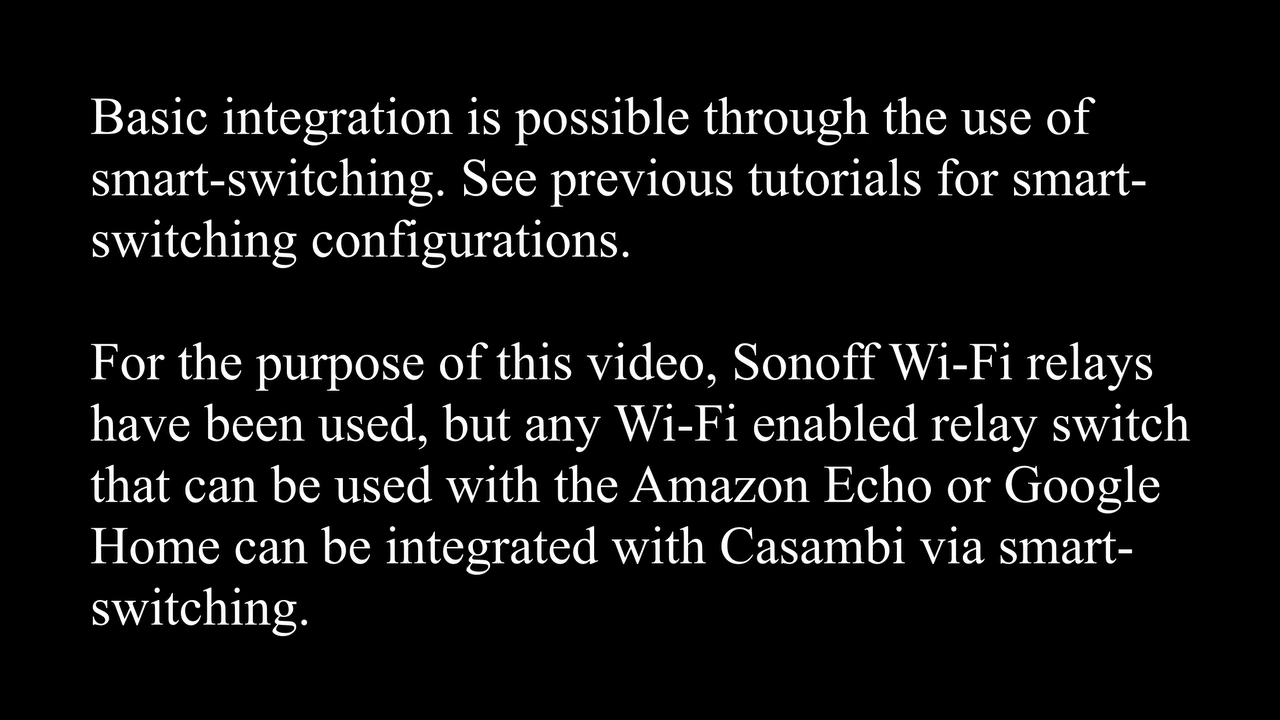 Basic integration is possible through the use of
smart-switching. See previous tutorials for smart-
switching configurations.
For the purpose of this video, Sonoff Wi-Fi relays
have been used, but any Wi-Fi enabled relay switch
that can be used with the Amazon Echo or Google
Home can be integrated with Casambi via smart-
switching.